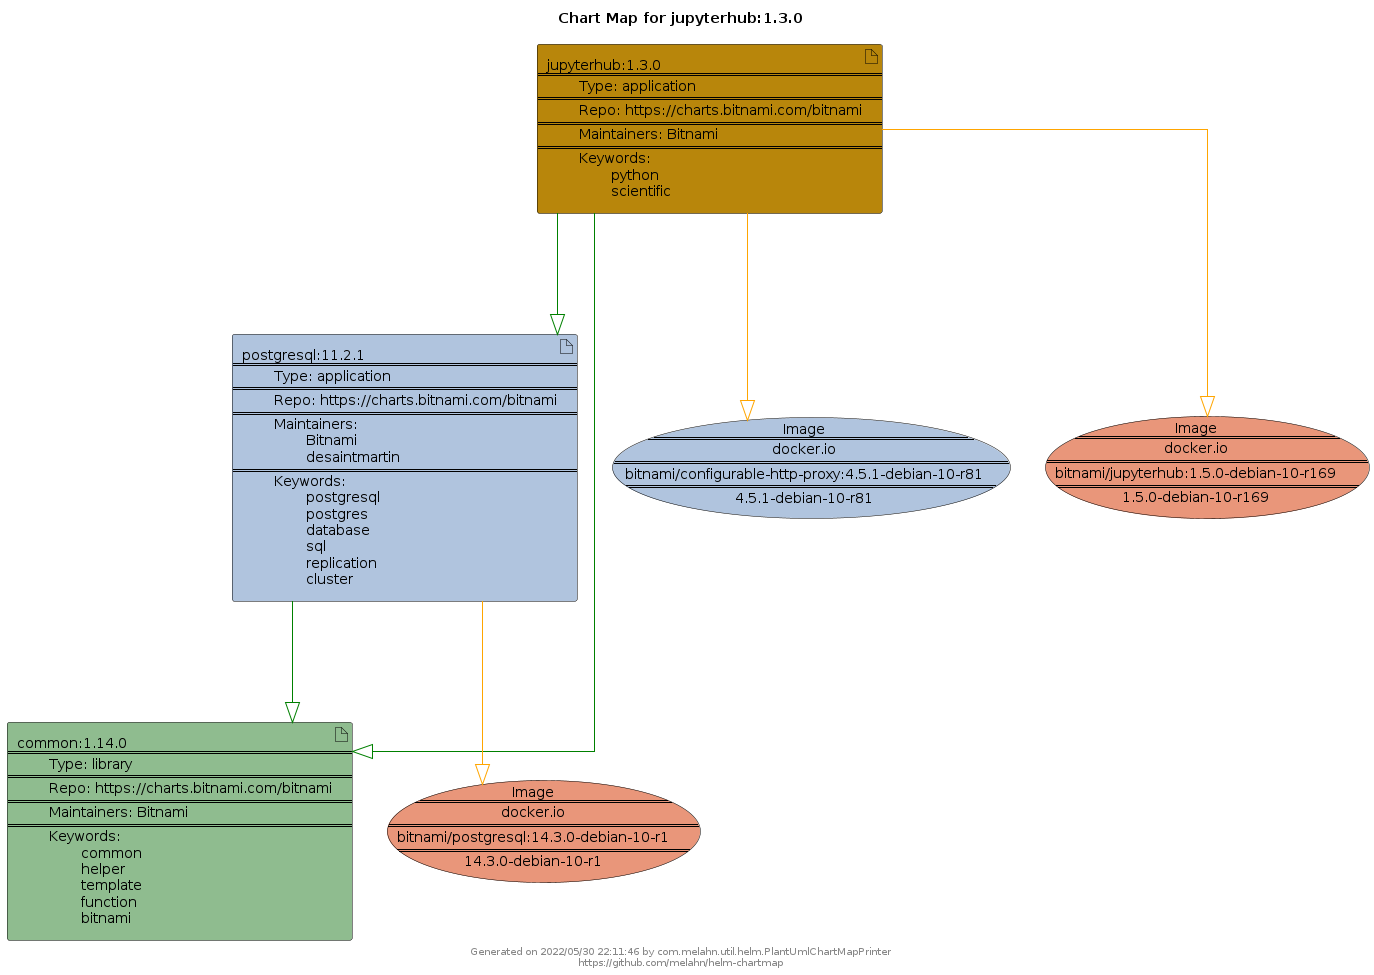 Chart Map for jupyterhub:1.3.0
jupyterhub:1.3.0
Type: application
Repo: https://charts.bitnami.com/bitnami
Maintainers: Bitnami
Keywords:
python
scientific
postgresql:11.2.1
Type: application
Repo: https://charts.bitnami.com/bitnami
Maintainers:
Bitnami
desaintmartin
Keywords:
postgresql
postgres
database
sql
replication
cluster
Image
docker.io
bitnami/configurable-http-proxy:4.5.1-debian-10-r81
4.5.1-debian-10-r81
Image
docker.io
bitnami/jupyterhub:1.5.0-debian-10-r169
1.5.0-debian-10-r169
common:1.14.0
Type: library
Repo: https://charts.bitnami.com/bitnami
Maintainers: Bitnami
Keywords:
common
helper
template
function
bitnami
Image
docker.io
bitnami/postgresql:14.3.0-debian-10-r1
14.3.0-debian-10-r1
Generated on 2022/05/30 22:11:46 by com.melahn.util.helm.PlantUmlChartMapPrinter
https://github.com/melahn/helm-chartmap